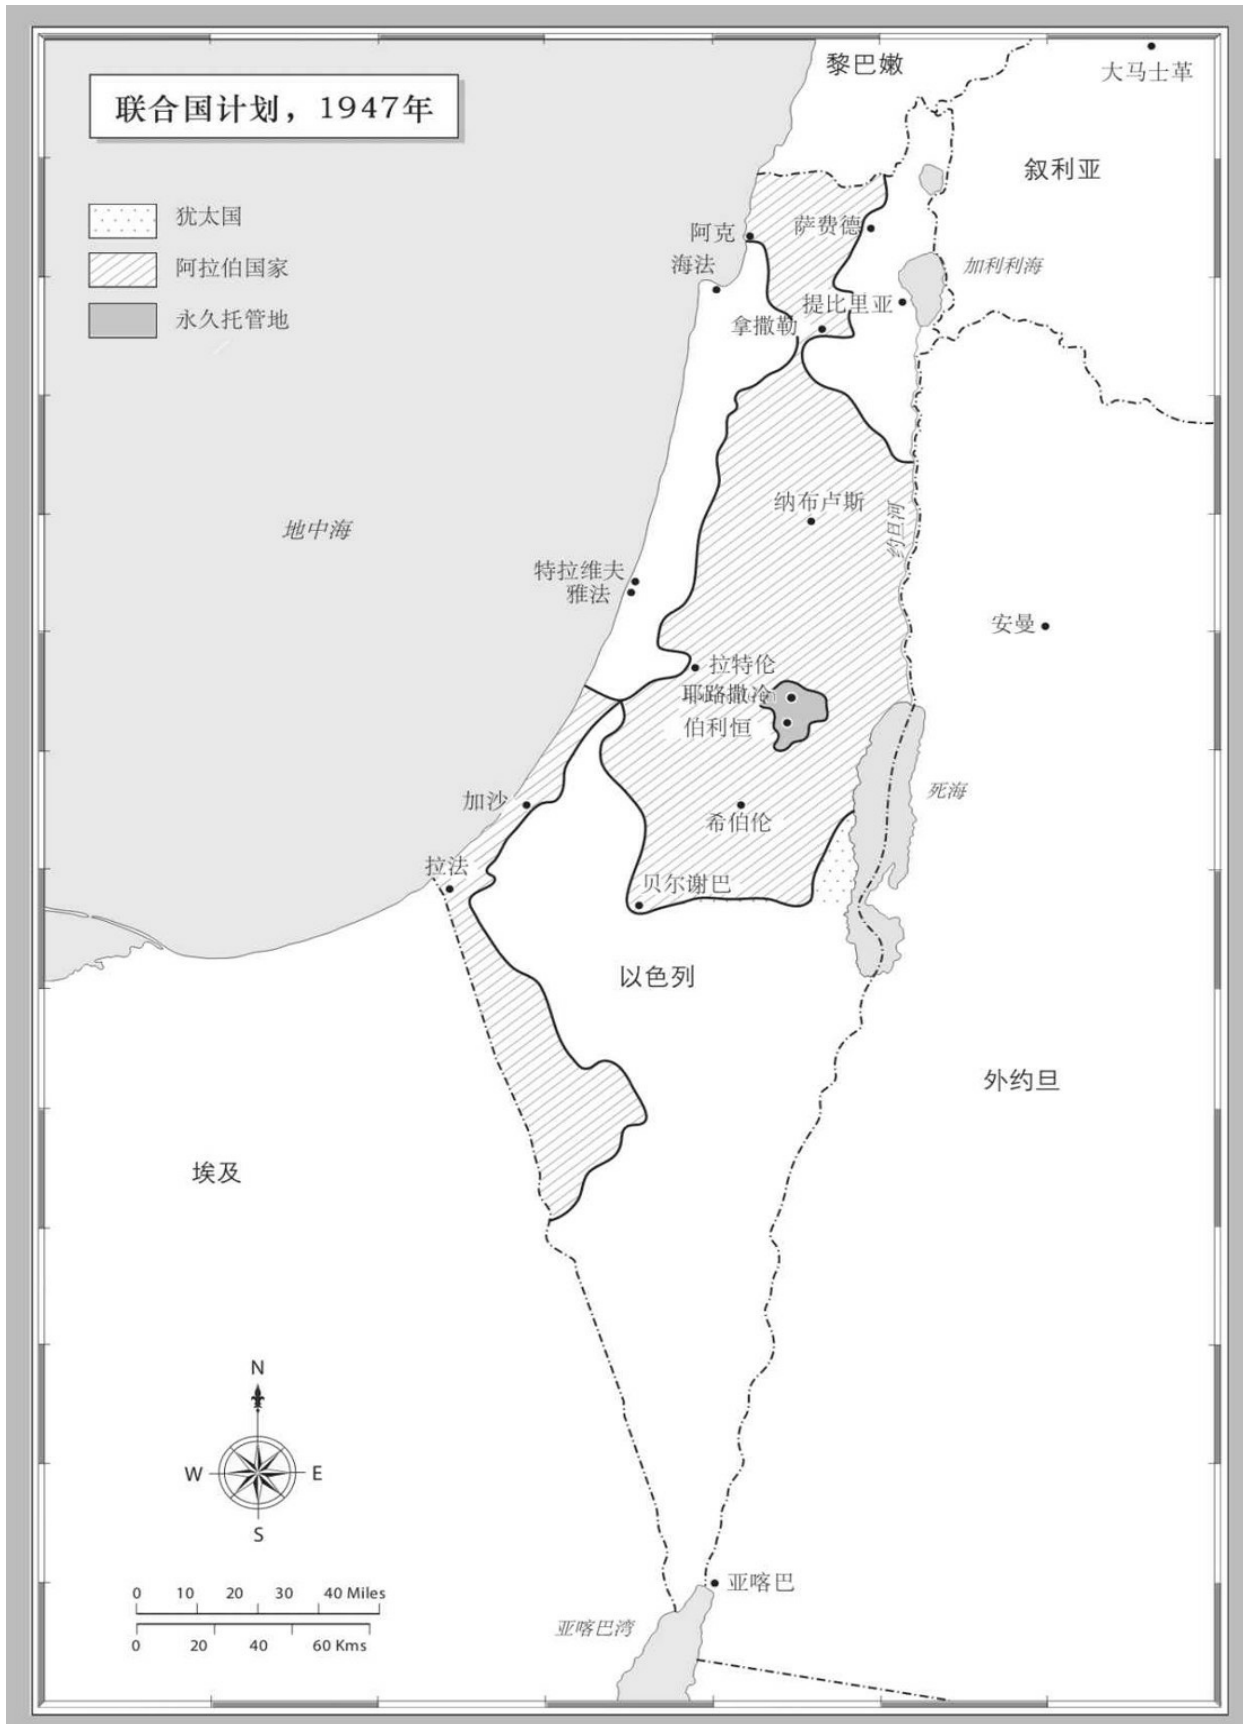 联合国计划，1947年
犹太国
阿拉伯国家
永久托管地
黎巴嫩
大马士革
叙利亚
阿克
萨费德
海法
加利利海
提比里亚
拿撒勒
纳布卢斯
约旦河
地中海
特拉维夫
雅法
安曼
拉特伦
耶路撒冷
伯利恒
加沙
希伯伦
死海
拉法
贝尔谢巴
以色列
外约旦
埃及
N
W
E
S
0 10 20 30 40 Miles
0 20 40 60 Kms
亚喀巴
亚喀巴湾